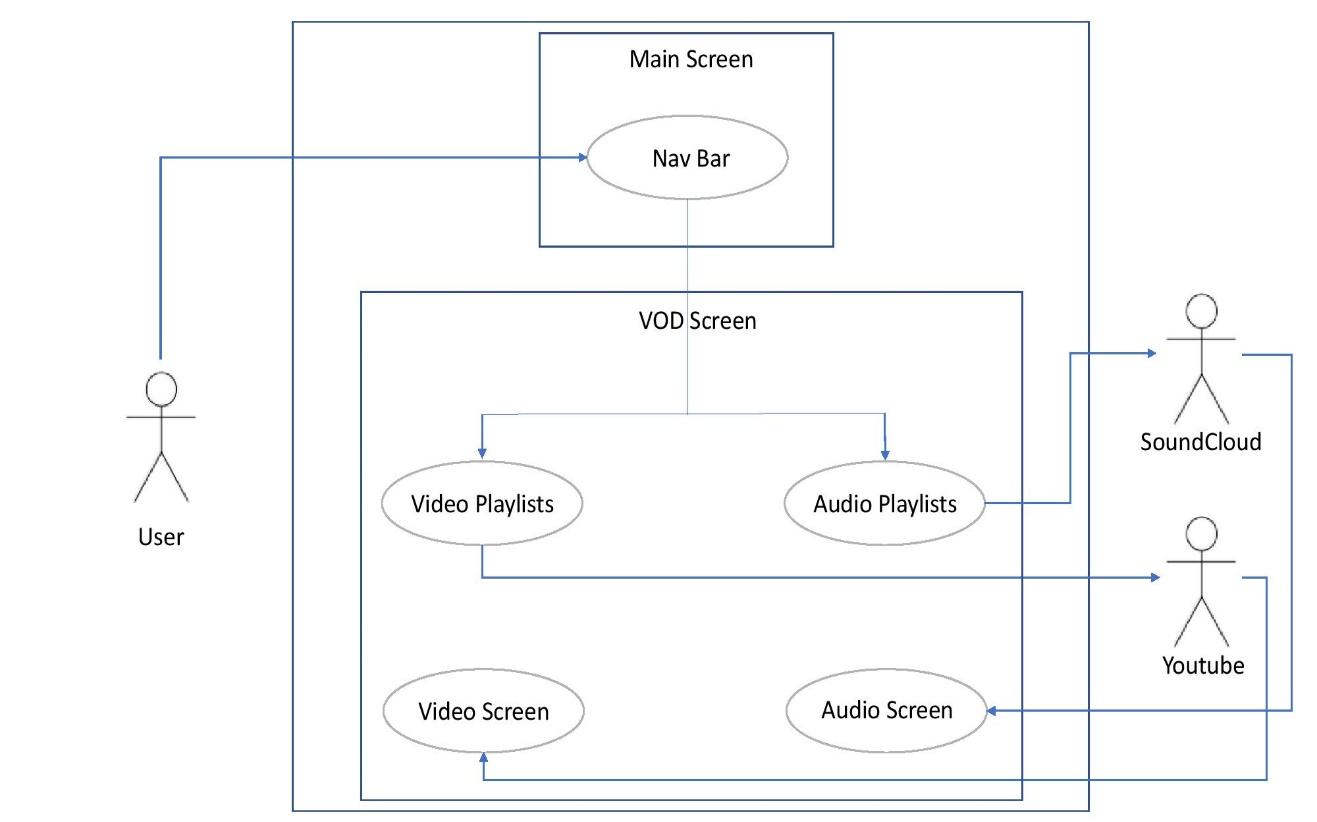 Main Screen
Nav Bar
VOD Screen
SoundCloud
Video Playlists
Audio Playlists
User
Youtube
Video Screen
Audio Screen